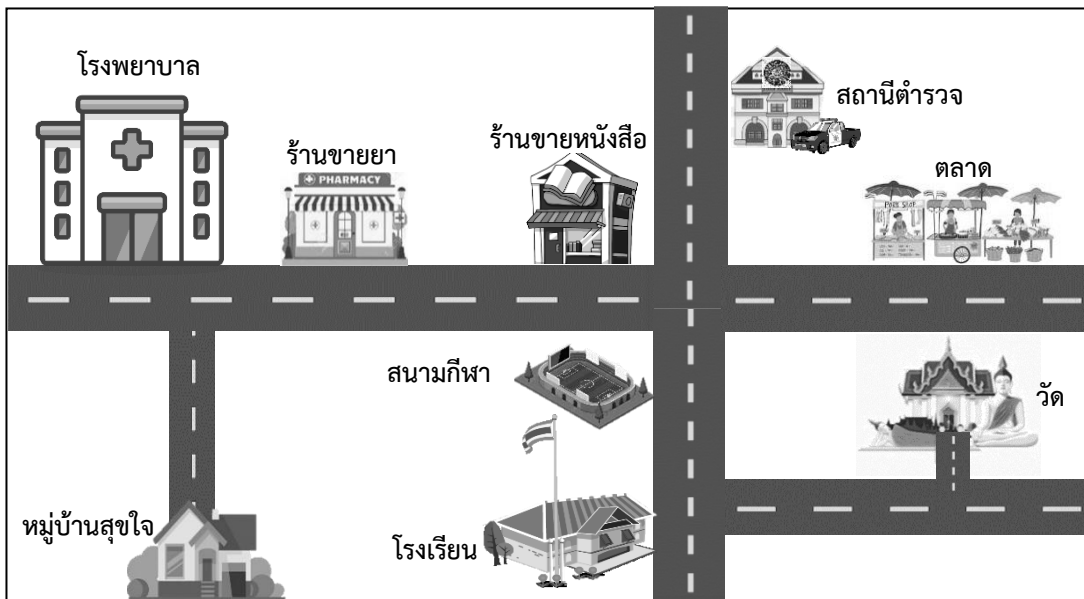 โรงพยาบาล
สถานีตำรวจ
ร้านขายหนังสือ
ร้านขายยา
ตลาด
PHARMACY
สนามกีฬา
วัด
หมู่บ้านสุขใจ
โรงเรียน